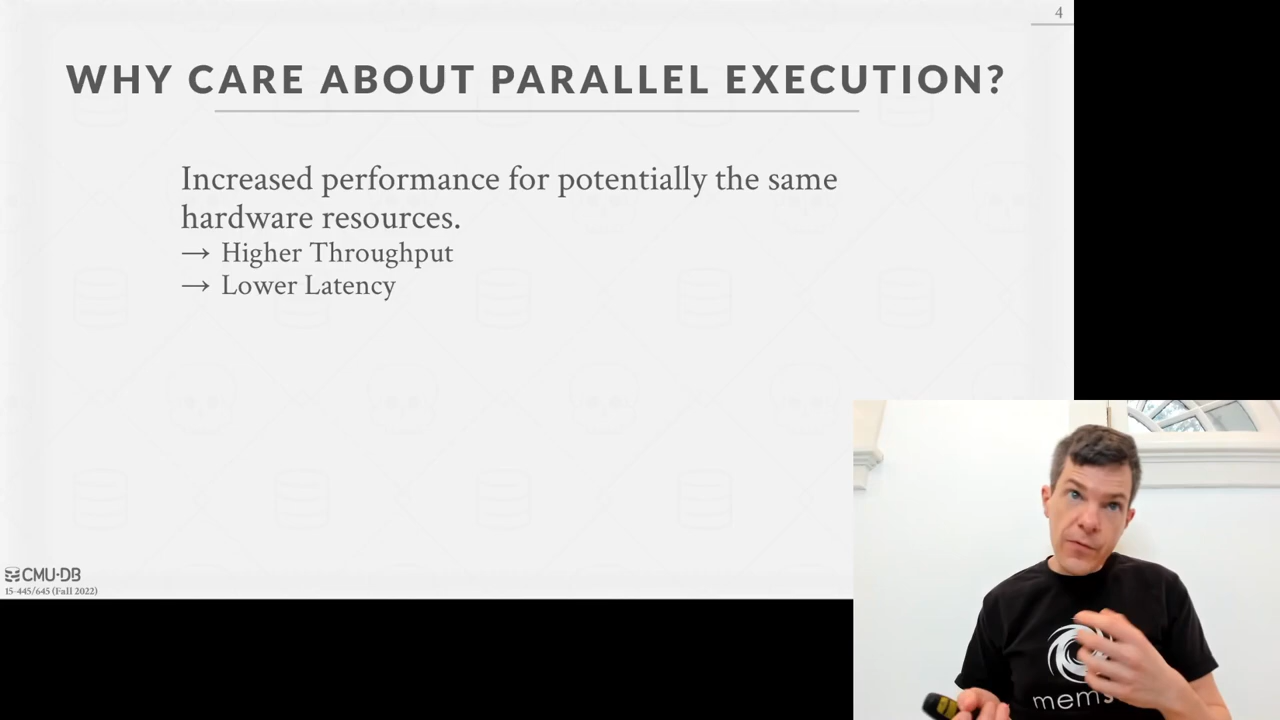 4
WHY CARE ABOUT PARALLEL EXECUTION?
Increased performance for potentially the same
hardware resources.
→ Higher Throughput
→ Lower Latency
CMU·DB
15-445/645 (Fall 2022)
mems